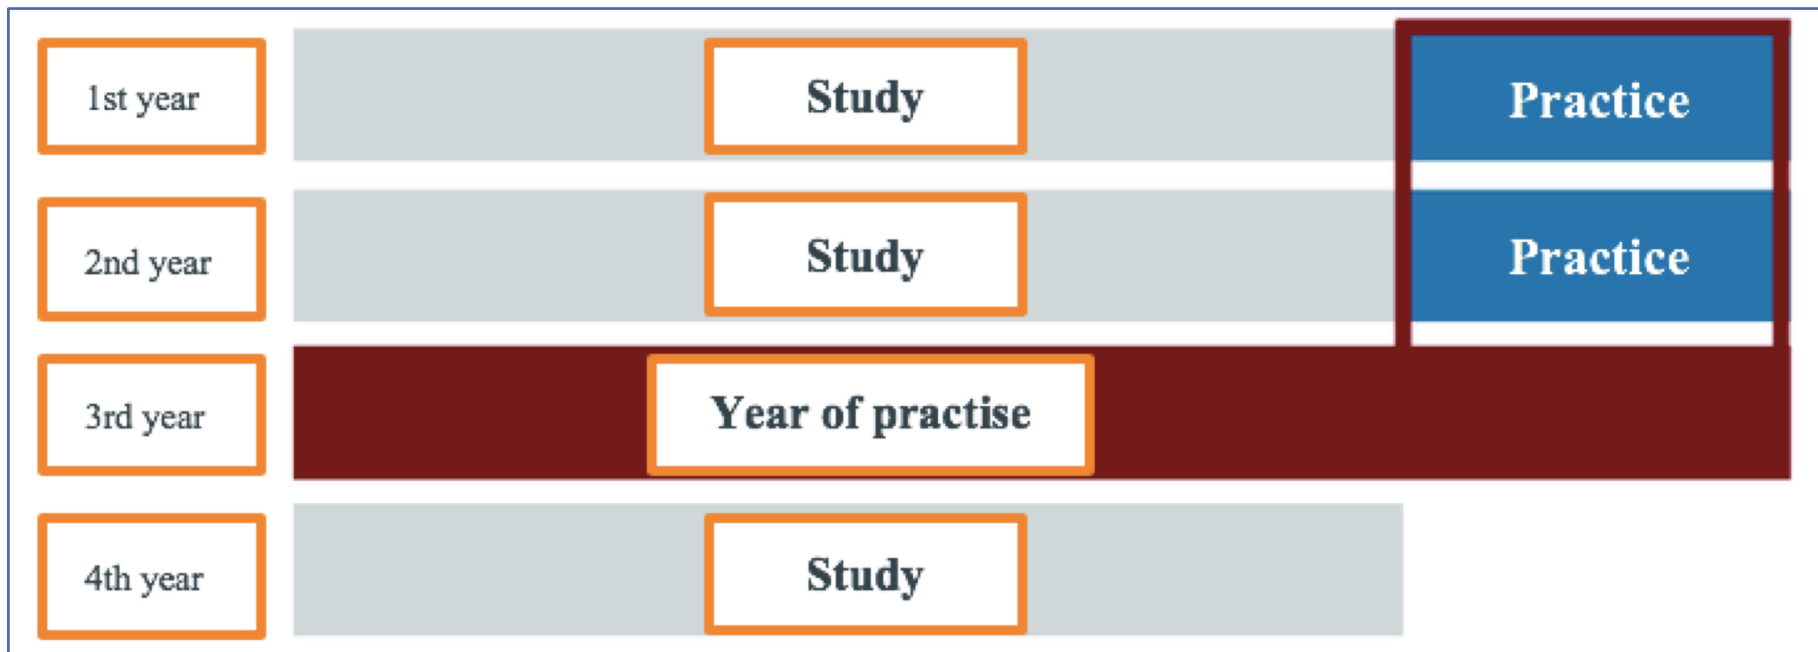 1st year
Study
Practice
2nd year
Study
Practice
3rd year
Year of practise
4th year
Study